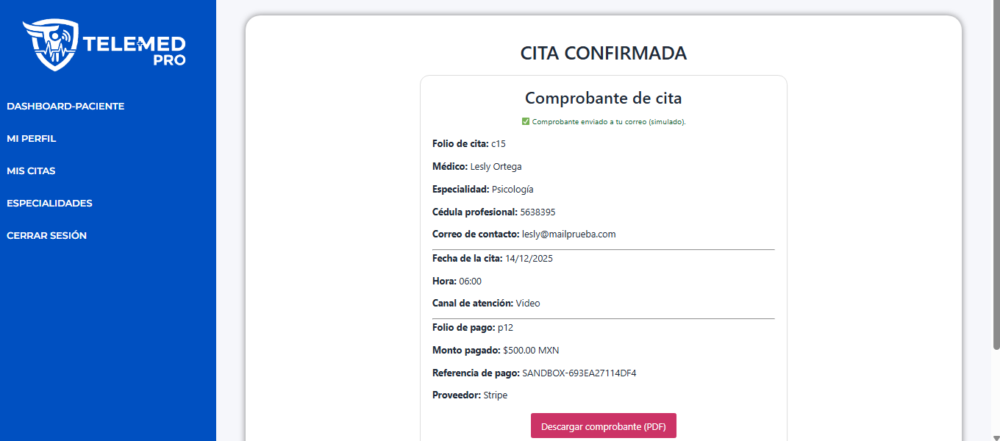 TELEMED
PRO
DASHBOARD-PACIENTE
MI PERFIL
MIS CITAS
ESPECIALIDADES
CERRAR SESIÓN
CITA CONFIRMADA
Comprobante de cita
✅ Comprobante enviado a tu correo (simulado).
Folio de cita: c15
Médico: Lesly Ortega
Especialidad: Psicología
Cédula profesional: 5638395
Correo de contacto: lesly@mailprueba.com
Fecha de la cita: 14/12/2025
Hora: 06:00
Canal de atención: Video
Folio de pago: p12
Monto pagado: $500.00 MXN
Referencia de pago: SANDBOX-693EA27114DF4
Proveedor: Stripe
Descargar comprobante (PDF)